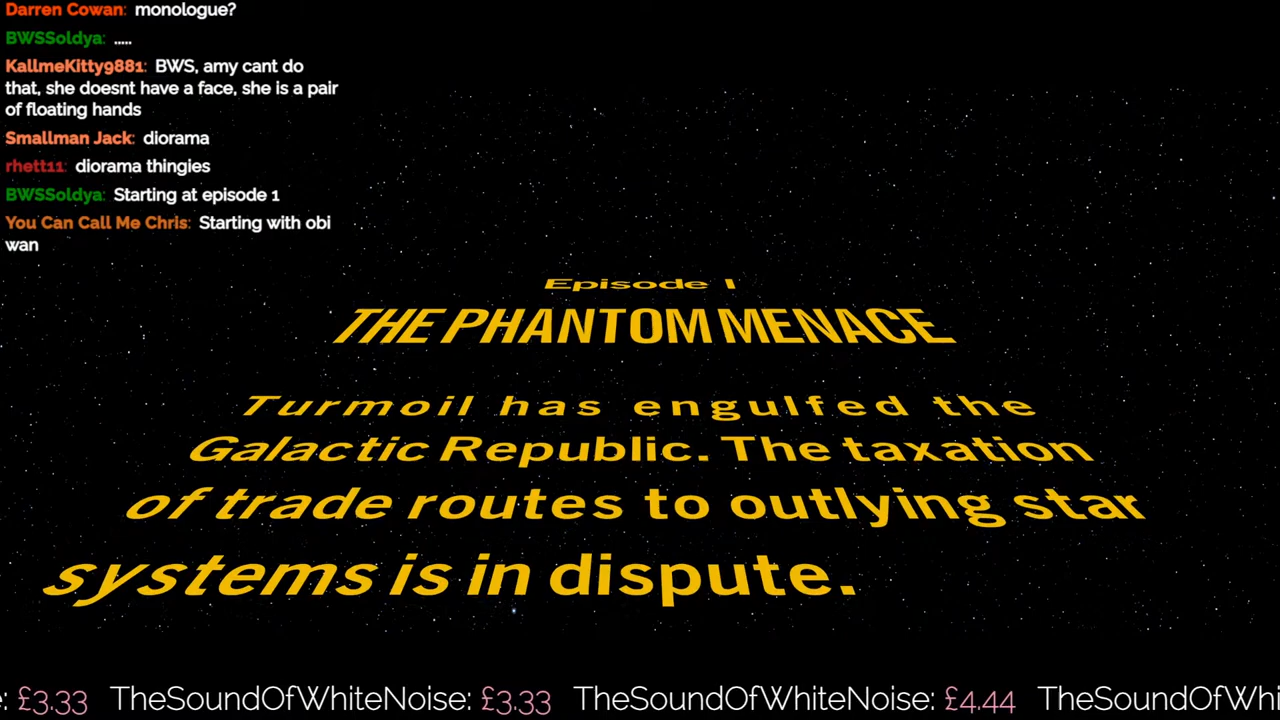 Darren Cowan: monologue?
BWSSoldya: .....
KallmeKitty9881: BWS, amy cant do
that, she doesnt have a face, she is a pair
of floating hands
Smallman Jack: diorama
rhett11: diorama thingies
BWSSoldya: Starting at episode 1
You Can Call Me Chris: Starting with obi
wan
Episode I
THE PHANTOM MENACE
Turmoil has engulfed the
Galactic Republic. The taxation
of trade routes to outlying star
systems is in dispute.
e: £3.33 TheSoundOfWhiteNoise: £3.33 TheSoundOfWhiteNoise: £4.44 TheSoundOfWhi